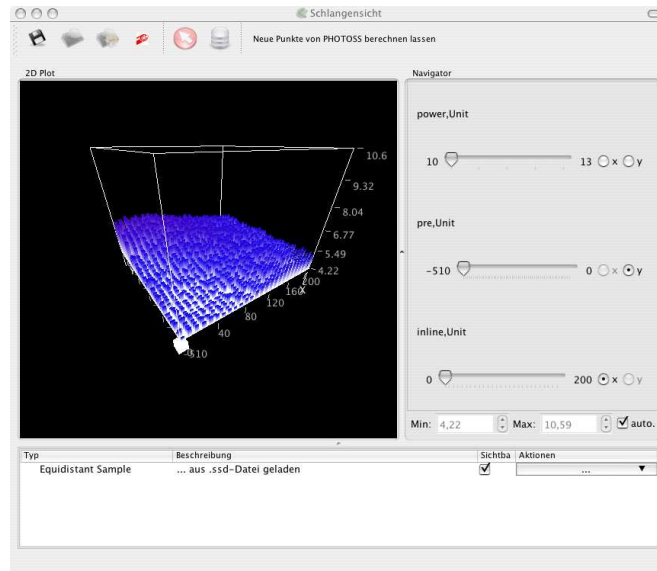 Schlangensicht
Neue Punkte von PHOTOSS berechnen lassen
2D Plot
10.6
9.32
8.04
6.77
5.49
4.22
200
X
160
120
80
40
-510
Navigator
power,Unit
10 13 x y
pre,Unit
-510 0 x y
inline,Unit
0 200 x y
Min: 4,22 Max: 10,59 auto.
Typ Beschreibung Sichtba Aktionen
Equidistant Sample ... aus .ssd-Datei geladen ...